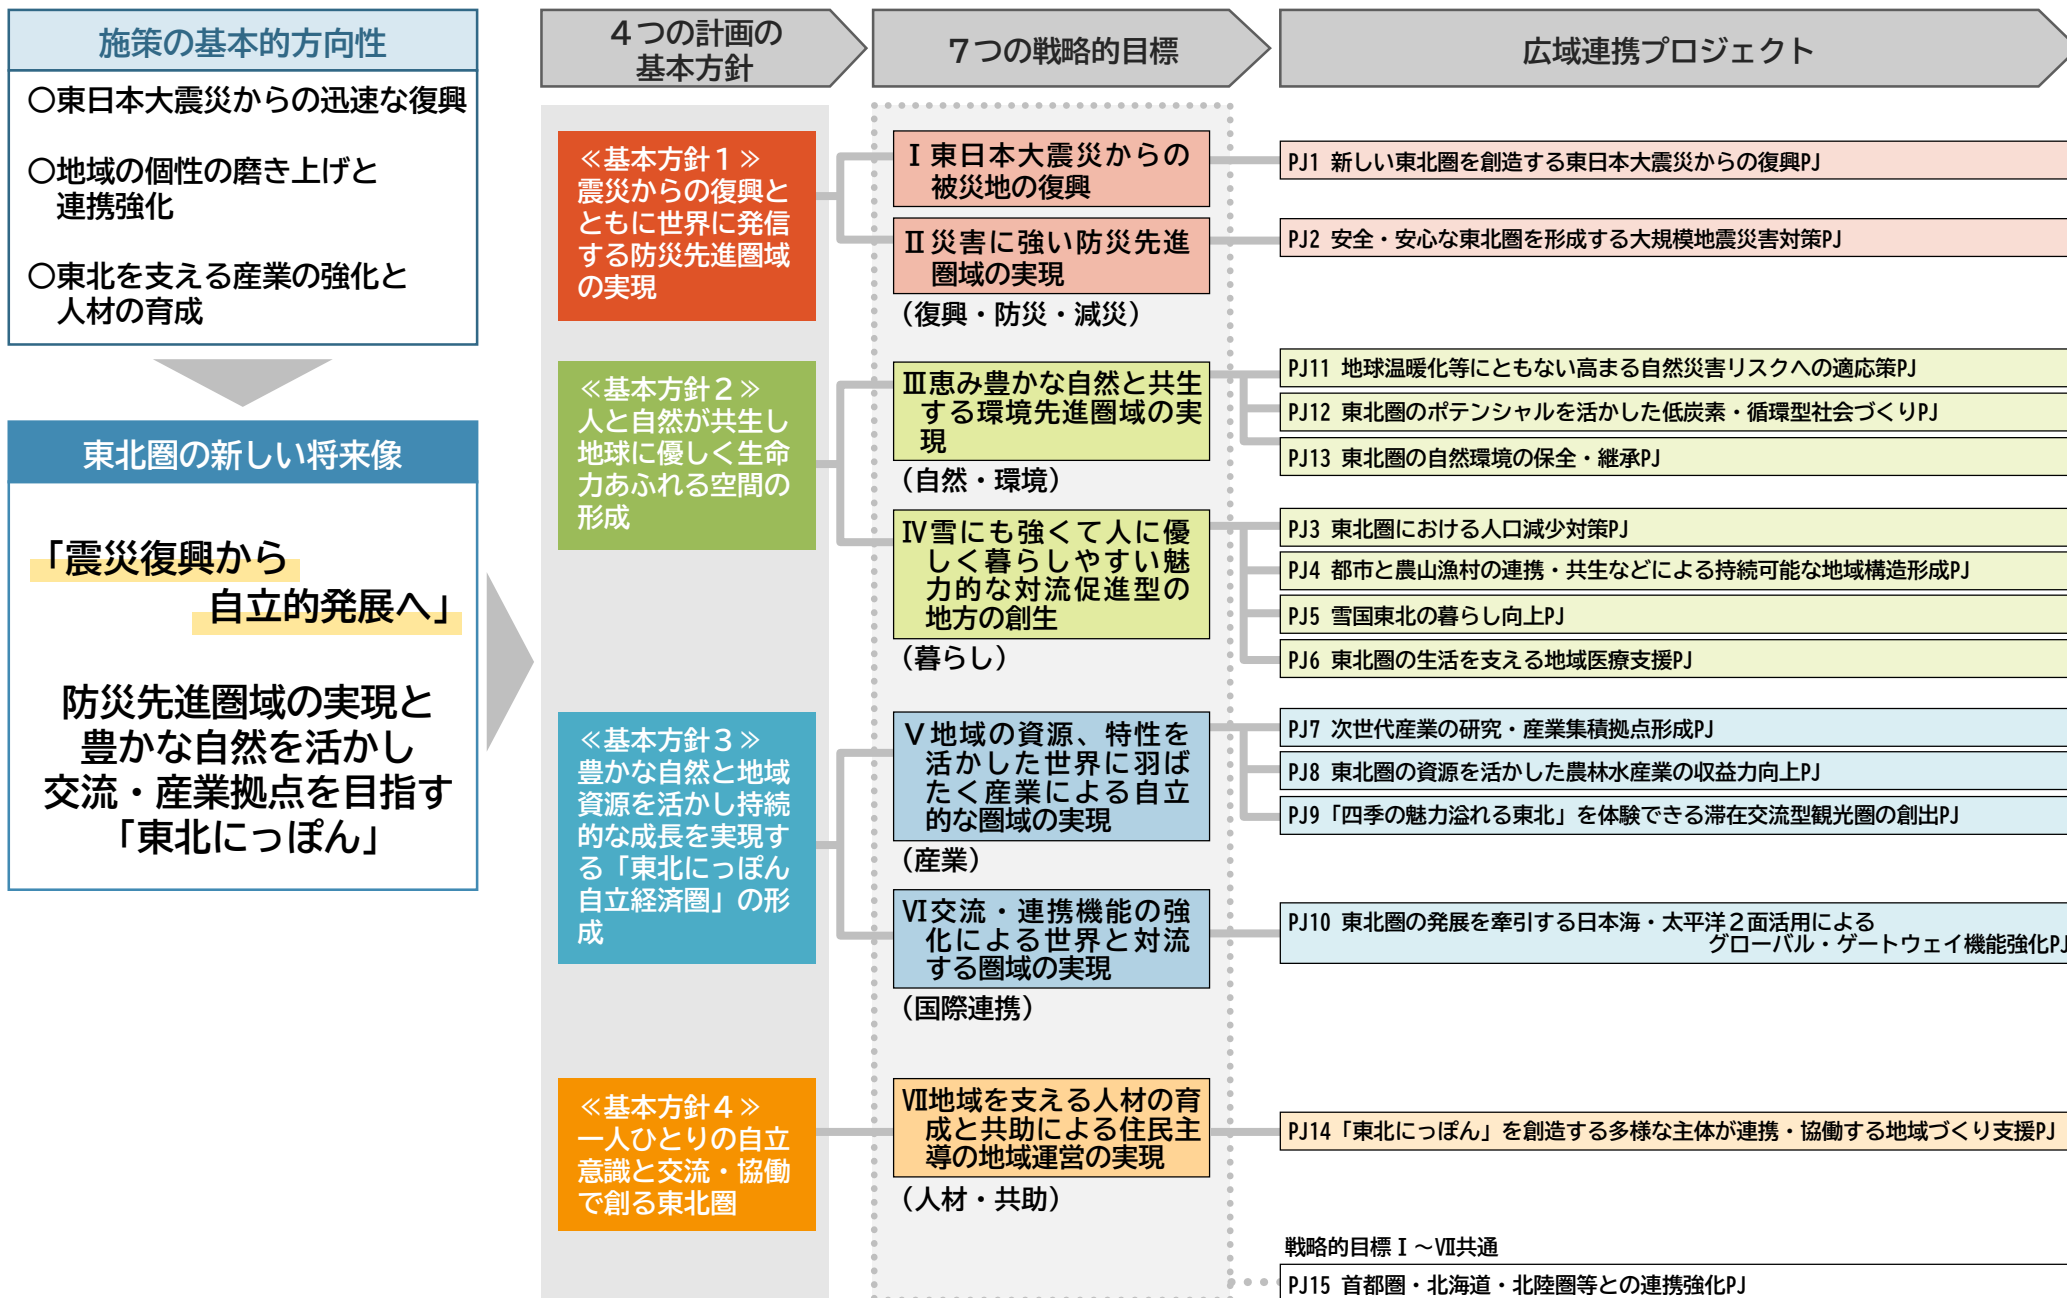 施策の基本的方向性
○東日本大震災からの迅速な復興
○地域の個性の磨き上げと
連携強化
○東北を支える産業の強化と
人材の育成
東北圏の新しい将来像
「震災復興から
自立的発展へ」
防災先進圏域の実現と
豊かな自然を活かし
交流・産業拠点を目指す
「東北にっぽん」
４つの計画の
基本方針
≪基本方針１≫
震災からの復興と
ともに世界に発信
する防災先進圏域
の実現
≪基本方針２≫
人と自然が共生し
地球に優しく生命
力あふれる空間の
形成
≪基本方針３≫
豊かな自然と地域
資源を活かし持続
的な成長を実現す
る「東北にっぽん
自立経済圏」の形
成
≪基本方針４≫
一人ひとりの自立
意識と交流・協働
で創る東北圏
７つの戦略的目標
Ⅰ東日本大震災からの
被災地の復興
Ⅱ災害に強い防災先進
圏域の実現
（復興・防災・減災）
Ⅲ恵み豊かな自然と共生
する環境先進圏域の実
現
（自然・環境）
Ⅳ雪にも強くて人に優
しく暮らしやすい魅
力的な対流促進型の
地方の創生
（暮らし）
Ⅴ地域の資源、特性を
活かした世界に羽ば
たく産業による自立
的な圏域の実現
（産業）
Ⅵ交流・連携機能の強
化による世界と対流
する圏域の実現
（国際連携）
Ⅶ地域を支える人材の育
成と共助による住民主
導の地域運営の実現
（人材・共助）
広域連携プロジェクト
PJ1 新しい東北圏を創造する東日本大震災からの復興PJ
PJ2 安全・安心な東北圏を形成する大規模地震災害対策PJ
PJ11 地球温暖化等にともない高まる自然災害リスクへの適応策PJ
PJ12 東北圏のポテンシャルを活かした低炭素・循環型社会づくりPJ
PJ13 東北圏の自然環境の保全・継承PJ
PJ3 東北圏における人口減少対策PJ
PJ4 都市と農山漁村の連携・共生などによる持続可能な地域構造形成PJ
PJ5 雪国東北の暮らし向上PJ
PJ6 東北圏の生活を支える地域医療支援PJ
PJ7 次世代産業の研究・産業集積拠点形成PJ
PJ8 東北圏の資源を活かした農林水産業の収益力向上PJ
PJ9「四季の魅力溢れる東北」を体験できる滞在交流型観光圏の創出PJ
PJ10 東北圏の発展を牽引する日本海・太平洋２面活用による
グローバル・ゲートウェイ機能強化PJ
PJ14「東北にっぽん」を創造する多様な主体が連携・協働する地域づくり支援PJ
戦略的目標Ⅰ～Ⅶ共通
PJ15 首都圏・北海道・北陸圏等との連携強化PJ